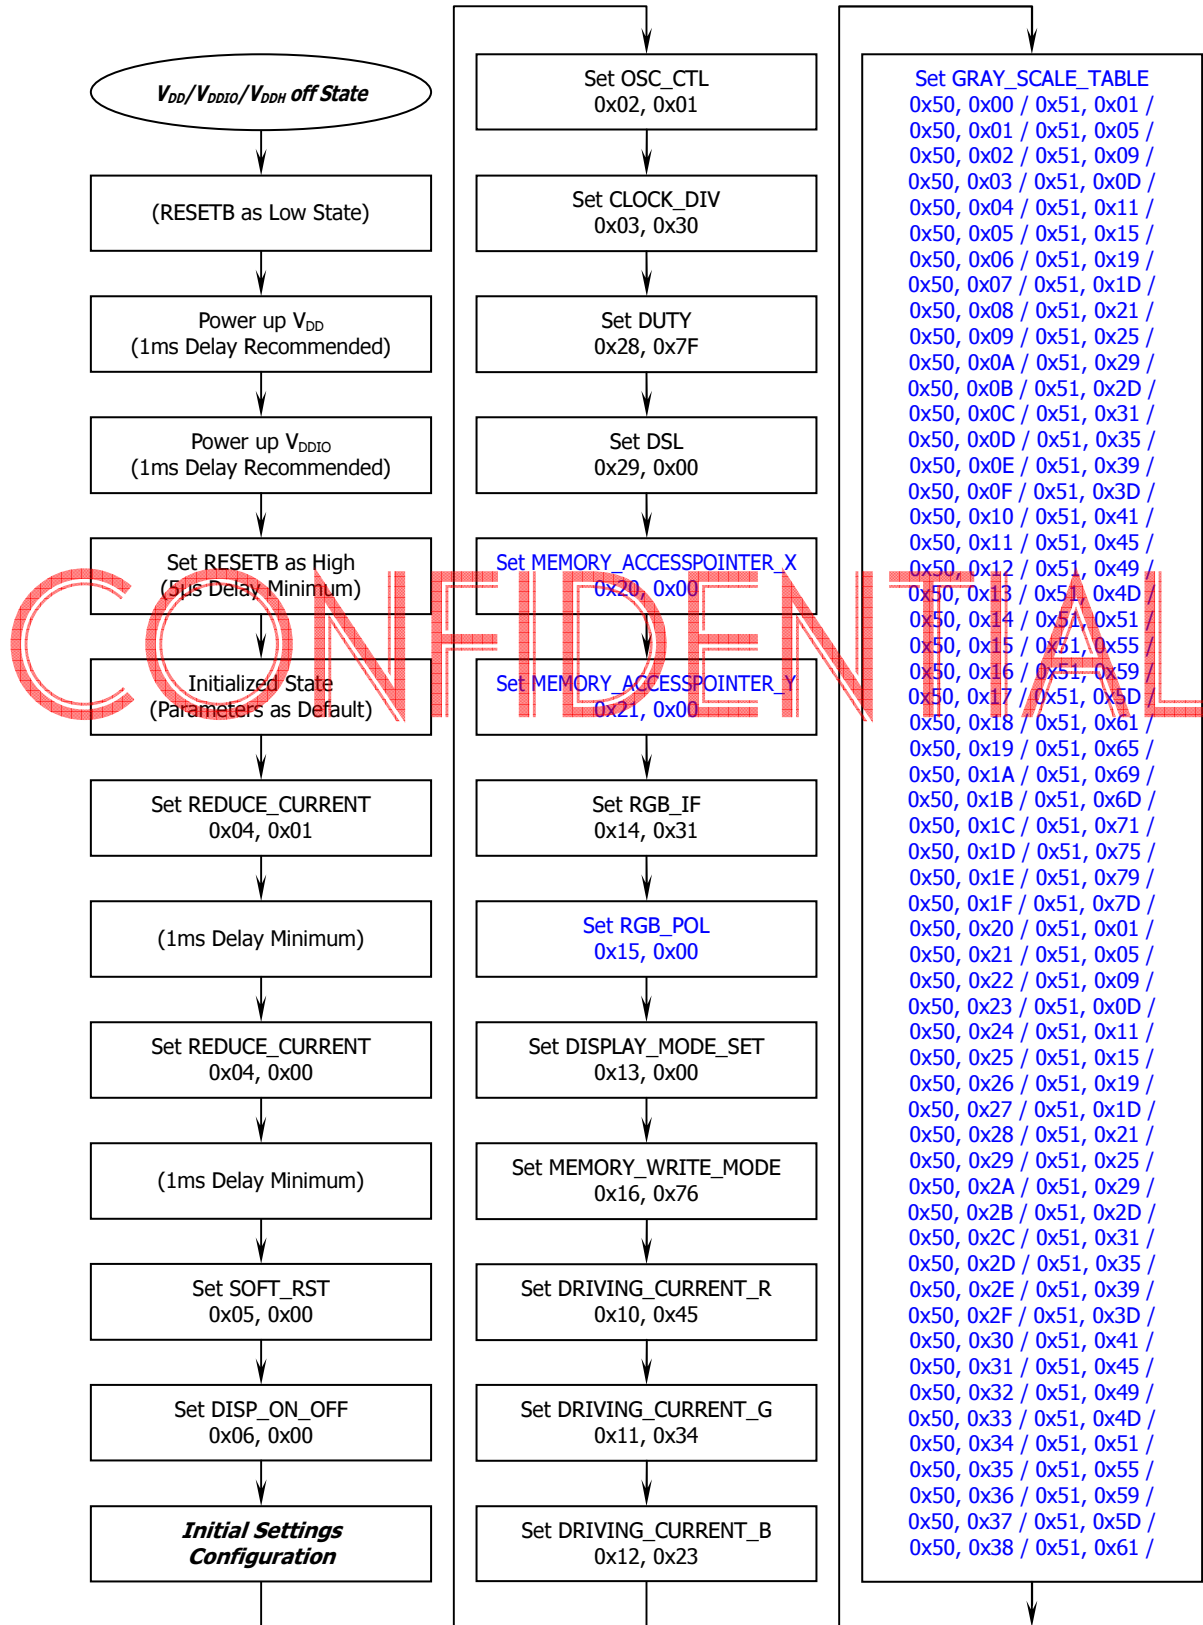 V_DD/V_DDIO/V_DDH off State
(RESETB as Low State)
Power up V_DD
(1ms Delay Recommended)
Power up V_DDIO
(1ms Delay Recommended)
Set RESETB as High
(5μs Delay Minimum)
Initialized State
(Parameters as Default)
Set REDUCE_CURRENT
0x04, 0x01
(1ms Delay Minimum)
Set REDUCE_CURRENT
0x04, 0x00
(1ms Delay Minimum)
Set SOFT_RST
0x05, 0x00
Set DISP_ON_OFF
0x06, 0x00
Initial Settings
Configuration
Set OSC_CTL
0x02, 0x01
Set CLOCK_DIV
0x03, 0x30
Set DUTY
0x28, 0x7F
Set DSL
0x29, 0x00
Set MEMORY_ACCESSPOINTER_X
0x20, 0x00
Set MEMORY_ACCESSPOINTER_Y
0x21, 0x00
Set RGB_IF
0x14, 0x31
Set RGB_POL
0x15, 0x00
Set DISPLAY_MODE_SET
0x13, 0x00
Set MEMORY_WRITE_MODE
0x16, 0x76
Set DRIVING_CURRENT_R
0x10, 0x45
Set DRIVING_CURRENT_G
0x11, 0x34
Set DRIVING_CURRENT_B
0x12, 0x23
Set GRAY_SCALE_TABLE
0x50, 0x00 / 0x51, 0x01 /
0x50, 0x01 / 0x51, 0x05 /
0x50, 0x02 / 0x51, 0x09 /
0x50, 0x03 / 0x51, 0x0D /
0x50, 0x04 / 0x51, 0x11 /
0x50, 0x05 / 0x51, 0x15 /
0x50, 0x06 / 0x51, 0x19 /
0x50, 0x07 / 0x51, 0x1D /
0x50, 0x08 / 0x51, 0x21 /
0x50, 0x09 / 0x51, 0x25 /
0x50, 0x0A / 0x51, 0x29 /
0x50, 0x0B / 0x51, 0x2D /
0x50, 0x0C / 0x51, 0x31 /
0x50, 0x0D / 0x51, 0x35 /
0x50, 0x0E / 0x51, 0x39 /
0x50, 0x0F / 0x51, 0x3D /
0x50, 0x10 / 0x51, 0x41 /
0x50, 0x11 / 0x51, 0x45 /
0x50, 0x12 / 0x51, 0x49 /
0x50, 0x13 / 0x51, 0x4D /
0x50, 0x14 / 0x51, 0x51 /
0x50, 0x15 / 0x51, 0x55 /
0x50, 0x16 / 0x51, 0x59 /
0x50, 0x17 / 0x51, 0x5D /
0x50, 0x18 / 0x51, 0x61 /
0x50, 0x19 / 0x51, 0x65 /
0x50, 0x1A / 0x51, 0x69 /
0x50, 0x1B / 0x51, 0x6D /
0x50, 0x1C / 0x51, 0x71 /
0x50, 0x1D / 0x51, 0x75 /
0x50, 0x1E / 0x51, 0x79 /
0x50, 0x1F / 0x51, 0x7D /
0x50, 0x20 / 0x51, 0x01 /
0x50, 0x21 / 0x51, 0x05 /
0x50, 0x22 / 0x51, 0x09 /
0x50, 0x23 / 0x51, 0x0D /
0x50, 0x24 / 0x51, 0x11 /
0x50, 0x25 / 0x51, 0x15 /
0x50, 0x26 / 0x51, 0x19 /
0x50, 0x27 / 0x51, 0x1D /
0x50, 0x28 / 0x51, 0x21 /
0x50, 0x29 / 0x51, 0x25 /
0x50, 0x2A / 0x51, 0x29 /
0x50, 0x2B / 0x51, 0x2D /
0x50, 0x2C / 0x51, 0x31 /
0x50, 0x2D / 0x51, 0x35 /
0x50, 0x2E / 0x51, 0x39 /
0x50, 0x2F / 0x51, 0x3D /
0x50, 0x30 / 0x51, 0x41 /
0x50, 0x31 / 0x51, 0x45 /
0x50, 0x32 / 0x51, 0x49 /
0x50, 0x33 / 0x51, 0x4D /
0x50, 0x34 / 0x51, 0x51 /
0x50, 0x35 / 0x51, 0x55 /
0x50, 0x36 / 0x51, 0x59 /
0x50, 0x37 / 0x51, 0x5D /
0x50, 0x38 / 0x51, 0x61 /
CONFIDENTIAL